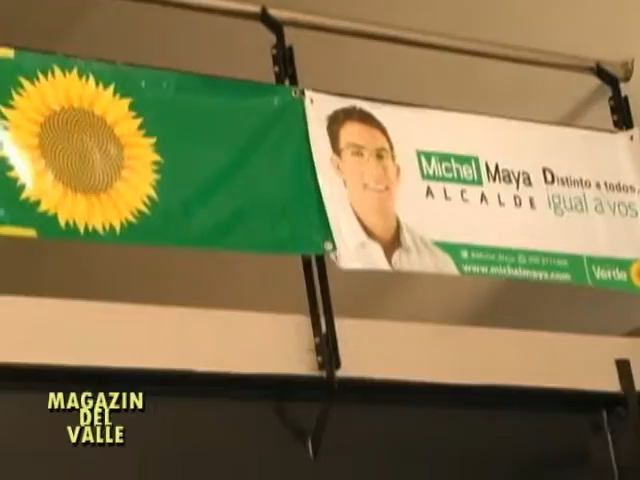 Michel Maya
ALCALDE
Distinto a todos,
igual a vos
www.michelmaya.com
Verde
MAGAZIN
DEL
VALLE